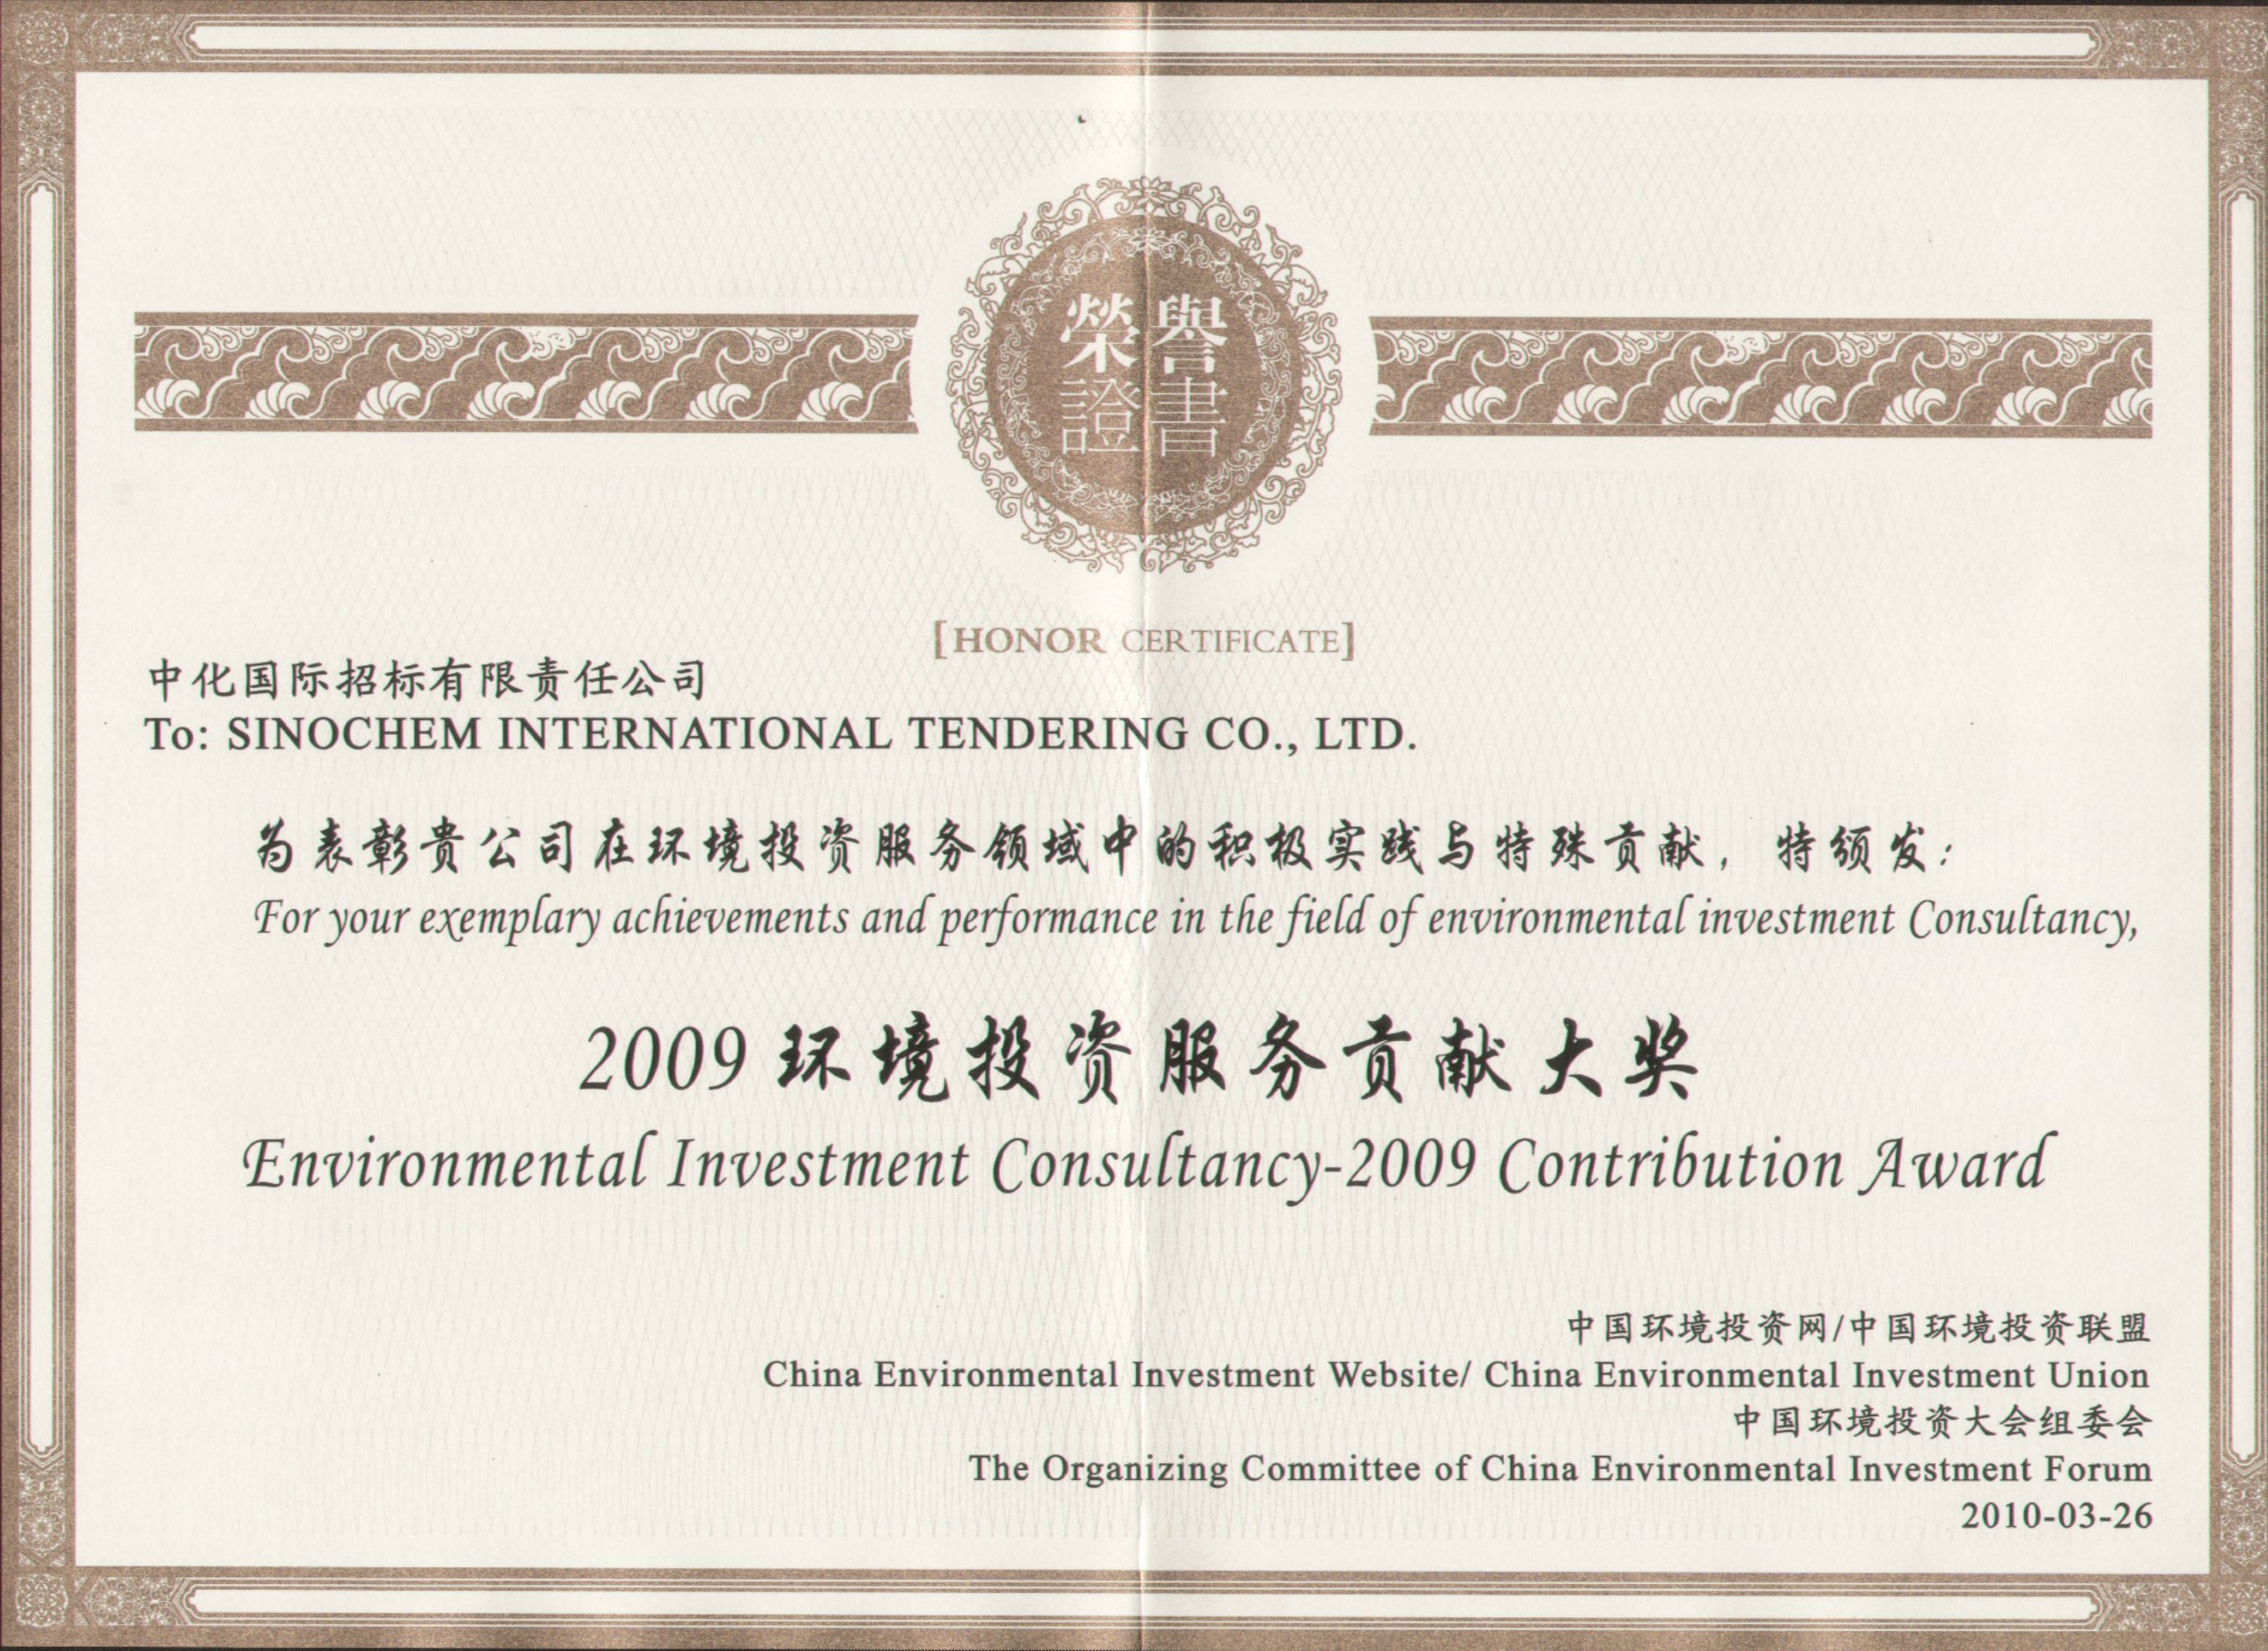 榮譽
證書
[HONOR CERTIFICATE]
中化国际招标有限责任公司
To: SINOCHEM INTERNATIONAL TENDERING CO., LTD.
为表彰贵公司在环境投资服务领域中的积极实践与特殊贡献，特颁发：
For your exemplary achievements and performance in the field of environmental investment Consultancy,
2009 环境投资服务贡献大奖
Environmental Investment Consultancy-2009 Contribution Award
中国环境投资网/中国环境投资联盟
China Environmental Investment Website/ China Environmental Investment Union
中国环境投资大会组委会
The Organizing Committee of China Environmental Investment Forum
2010-03-26